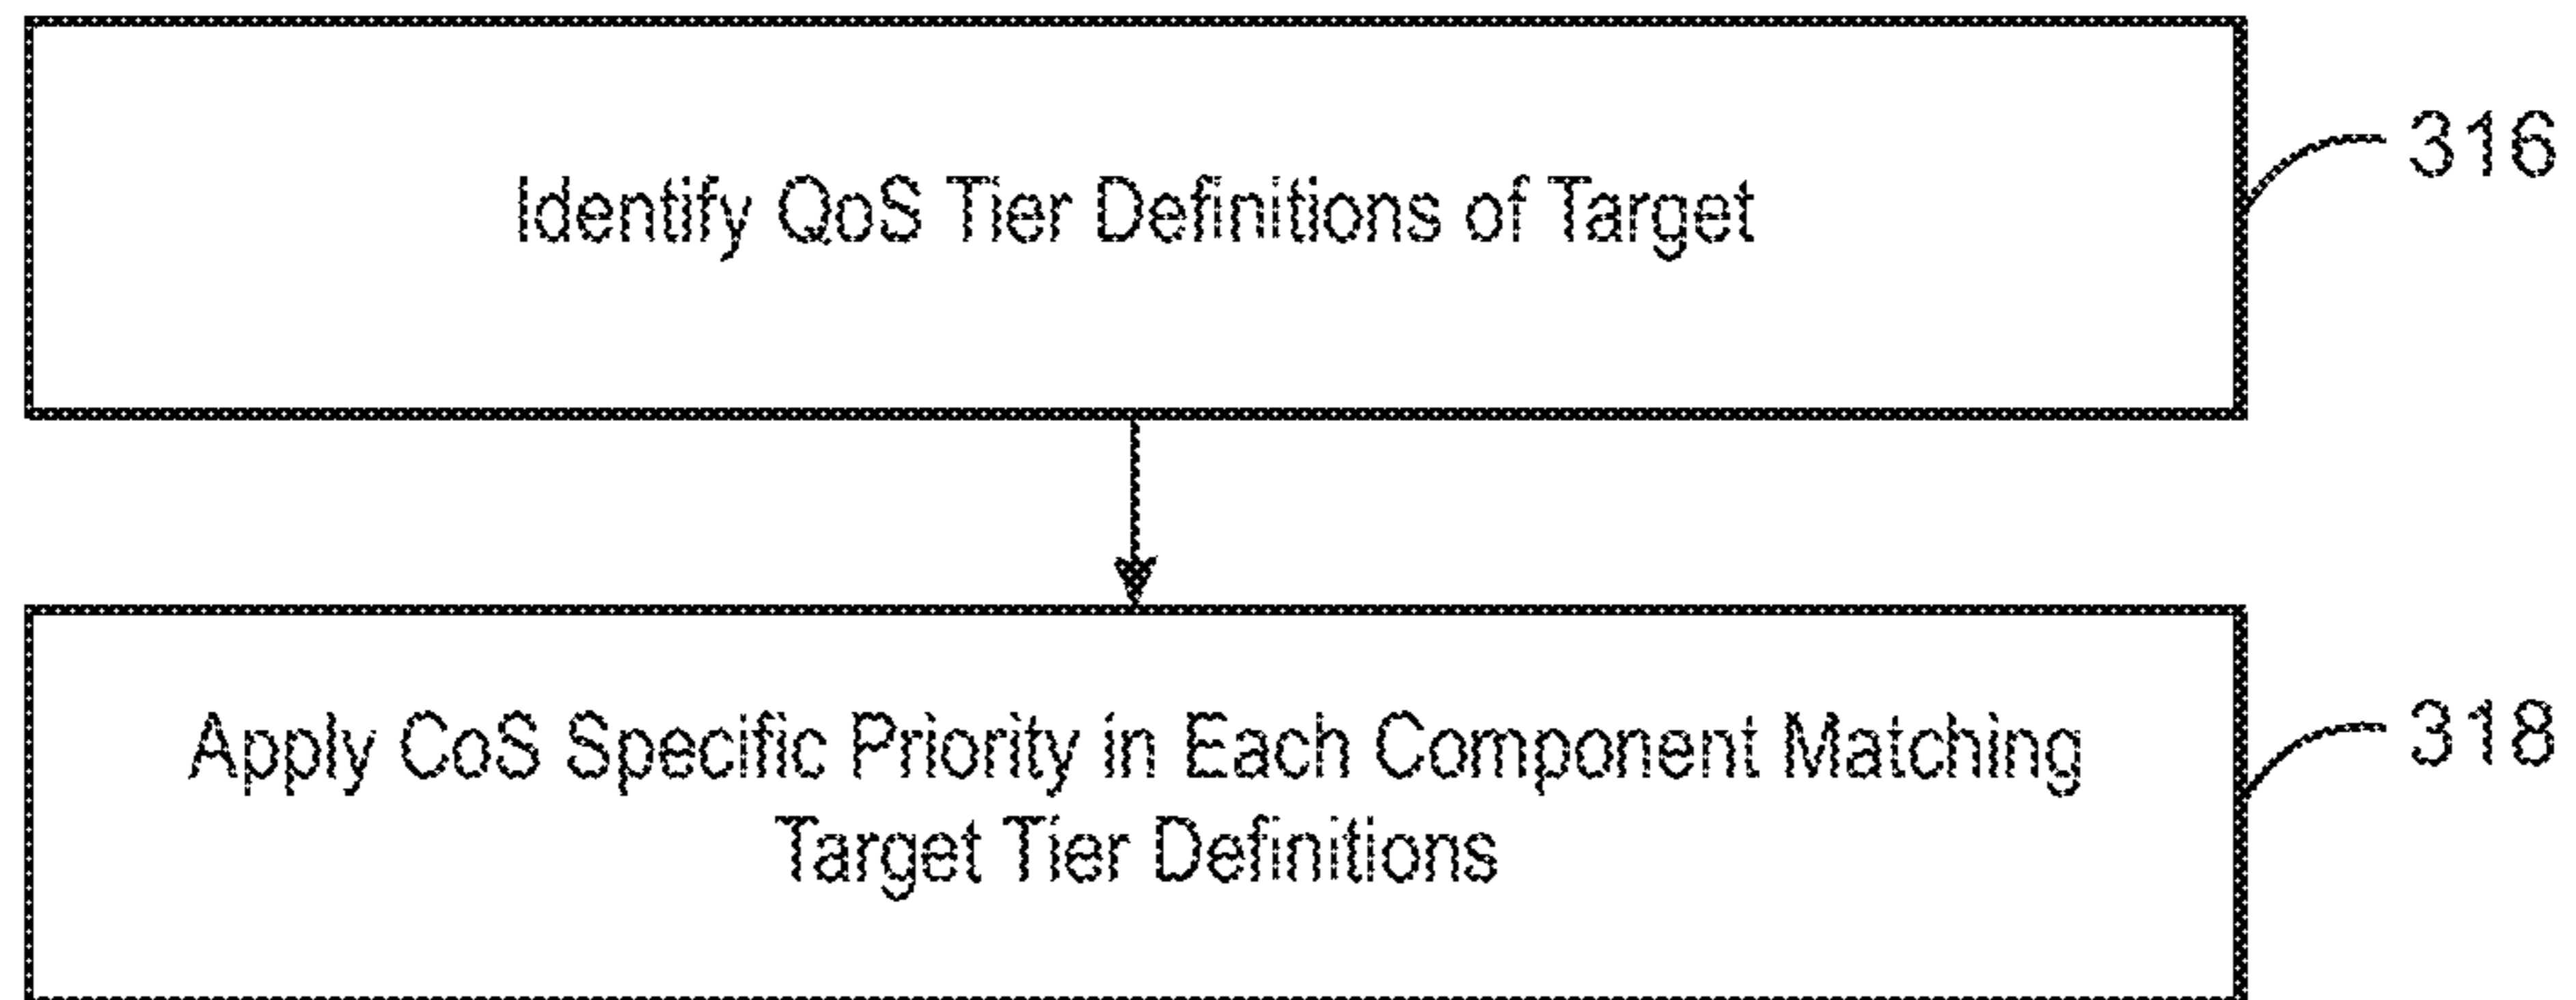 Identify QoS Tier Definitions of Target
316
Apply CoS Specific Priority in Each Component Matching
Target Tier Definitions
318